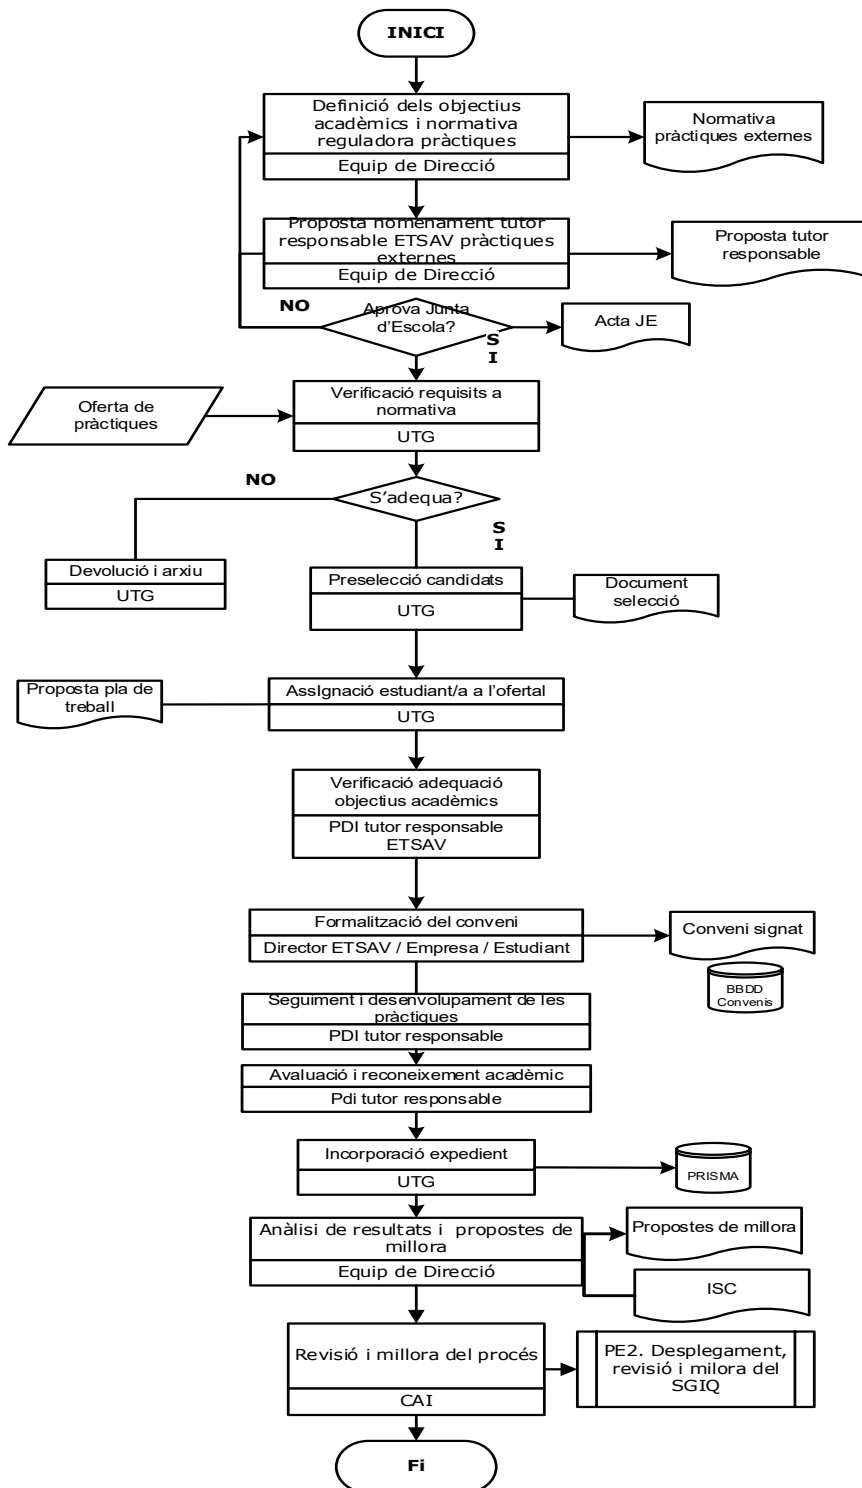 INICI
Definició dels objectius
acadèmics i normativa
reguladora pràctiques
Equip de Direcció
Normativa
pràctiques externes
Proposta nomenament tutor
responsable ETSAV pràctiques
externes
Equip de Direcció
Proposta tutor
responsable
NO
Aprova Junta
d'Escola?
S
I
Acta JE
Oferta de
pràctiques
Verificació requisits a
normativa
UTG
NO
S'adequa?
S
I
Devolució i arxiu
UTG
Preselecció candidats
UTG
Document
selecció
Proposta pla de
treball
AssIgnació estudiant/a a l'ofertal
UTG
Verificació adequació
objectius acadèmics
PDI tutor responsable
ETSAV
Formalització del conveni
Director ETSAV / Empresa / Estudiant
Conveni signat
BBDD
Convenis
Seguiment i desenvolupament de les
pràctiques
PDI tutor responsable
Avaluació i reconeixement acadèmic
Pdi tutor responsable
Incorporació expedient
UTG
PRISMA
Anàlisi de resultats i propostes de
millora
Equip de Direcció
Propostes de millora
ISC
Revisió i millora del procés
CAI
PE2. Desplegament,
revisió i milora del
SGIQ
Fi